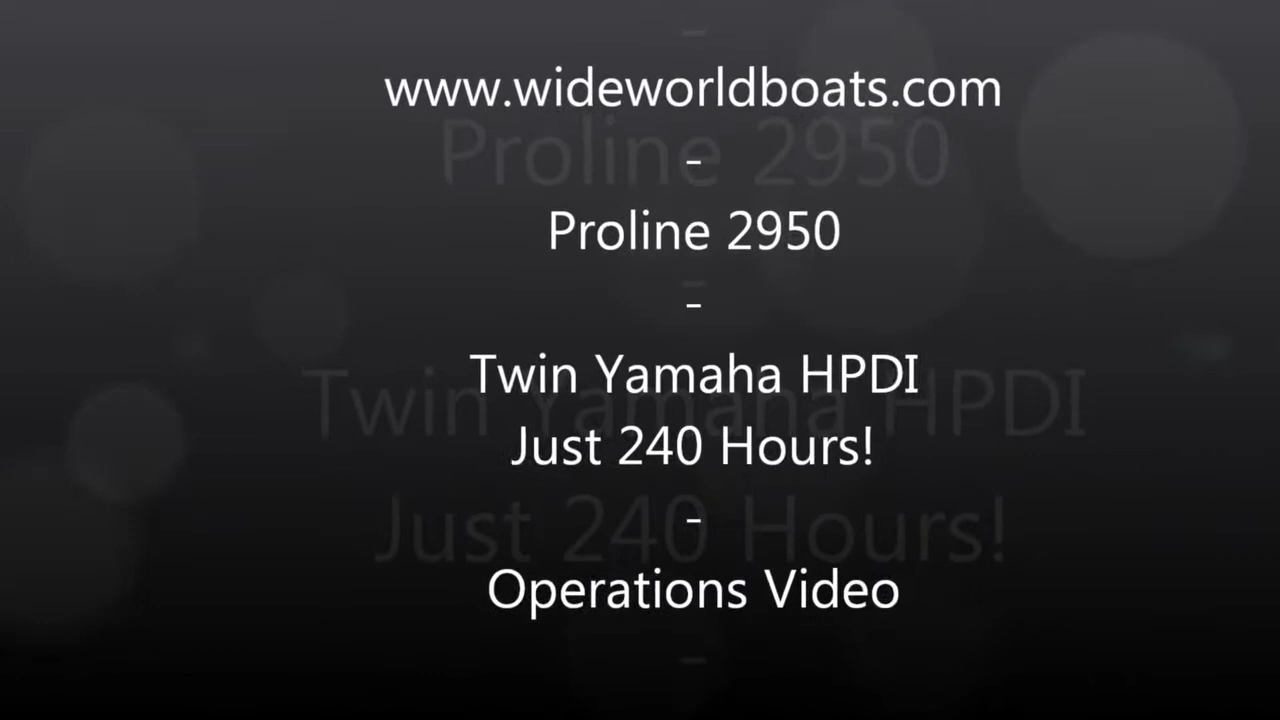 www.wideworldboats.com
-
Proline 2950
-
Twin Yamaha HPDI
Just 240 Hours!
-
Operations Video